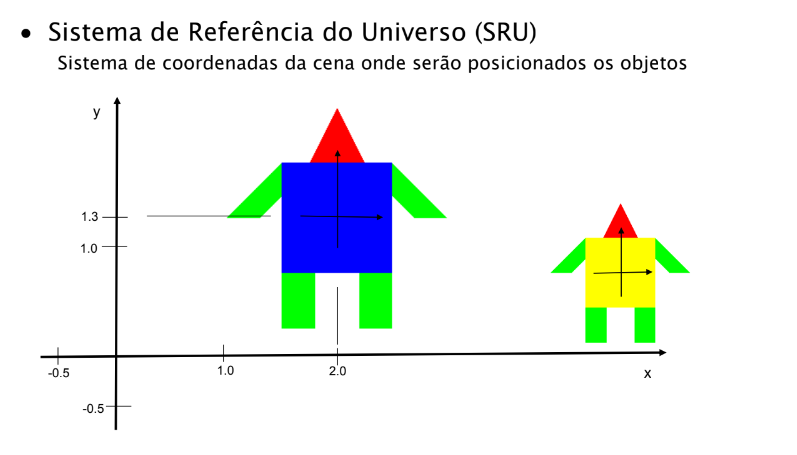 • Sistema de Referência do Universo (SRU)
Sistema de coordenadas da cena onde serão posicionados os objetos
y
1.3
1.0
-0.5
1.0
2.0
x
-0.5